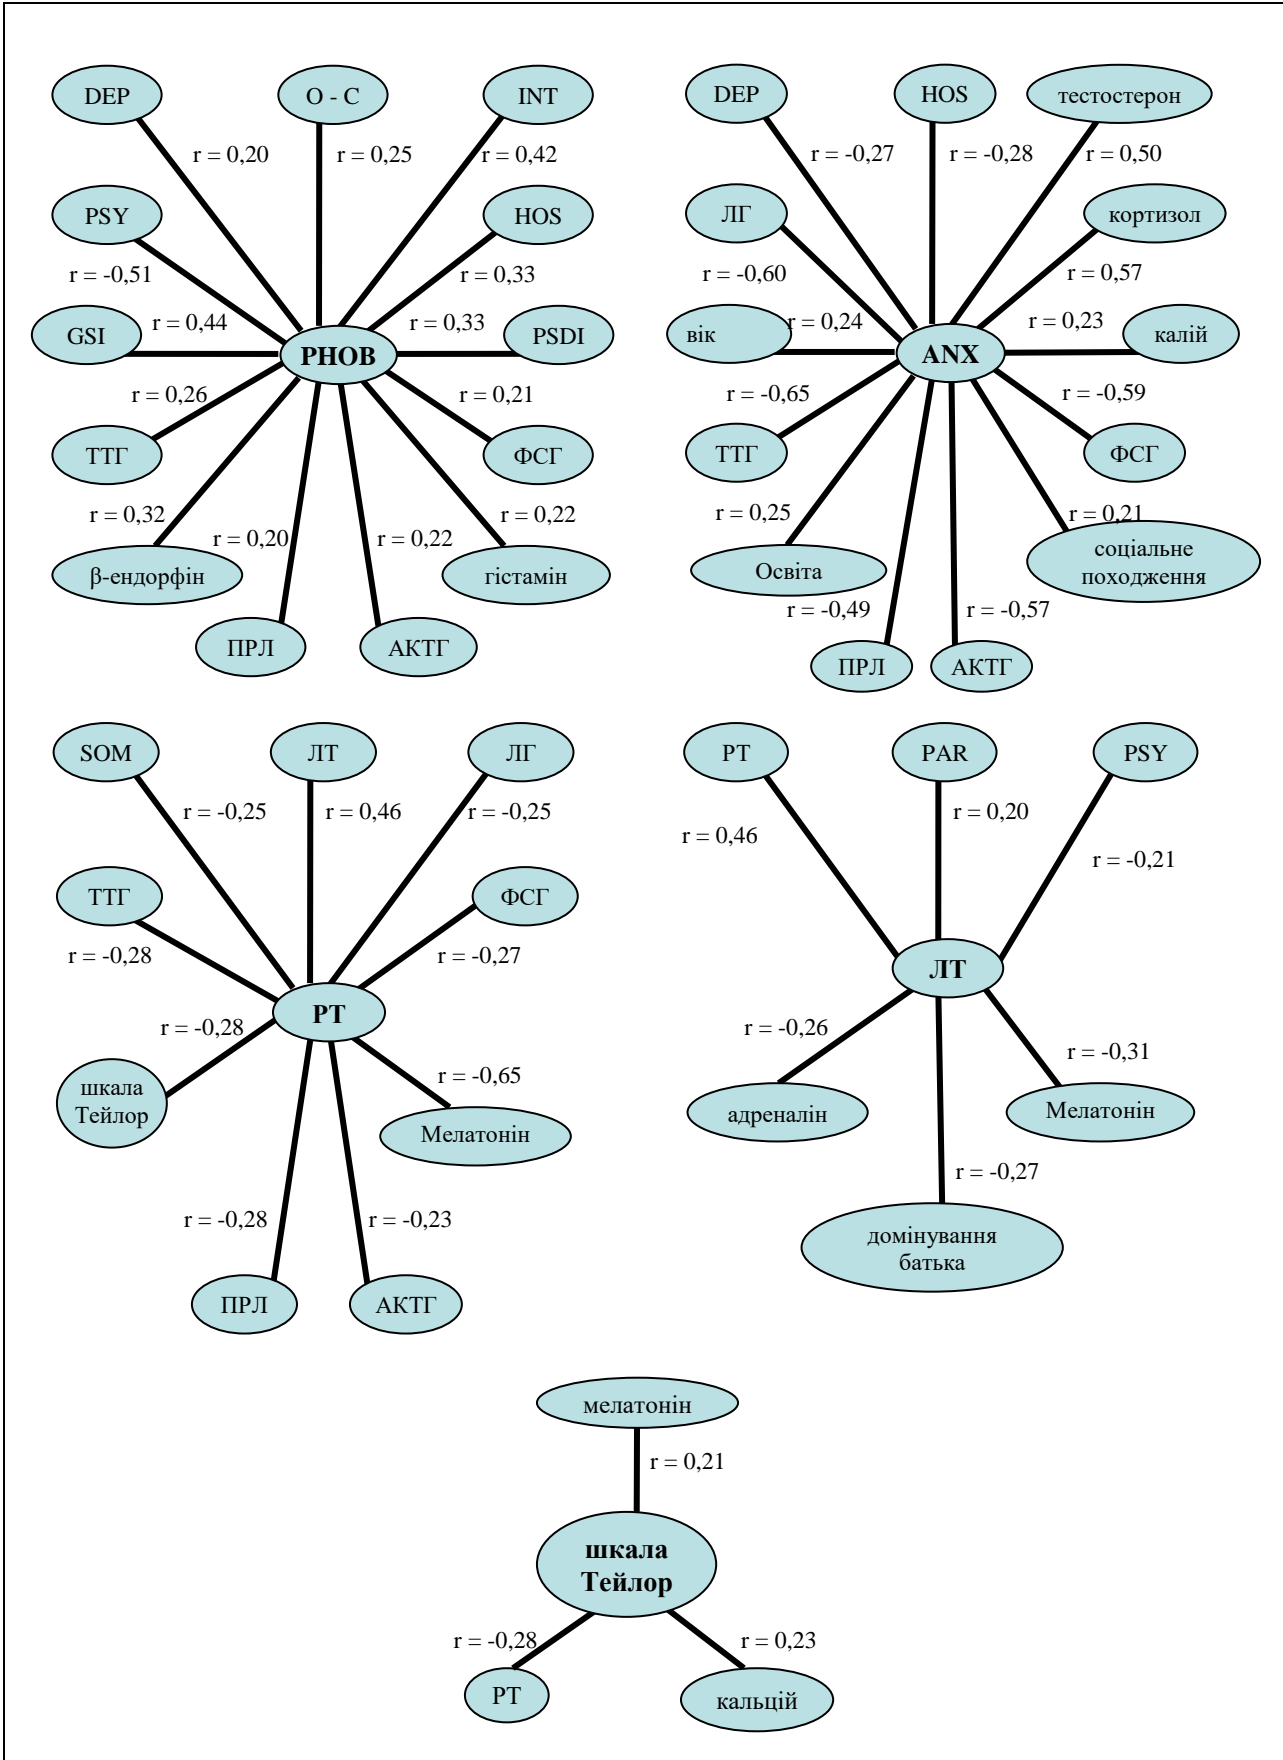 DEP
O - C
INT
r = 0,20
r = 0,25
r = 0,42
PSY
HOS
r = -0,51
r = 0,33
GSI
r = 0,44
r = 0,33
PSDI
PHOB
r = 0,26
r = 0,21
ТТГ
ФСГ
r = 0,32
r = 0,20
r = 0,22
r = 0,22
β-ендорфін
гістамін
ПРЛ
АКТГ
DEP
HOS
тестостерон
r = -0,27
r = -0,28
r = 0,50
ЛГ
кортизол
r = -0,60
r = 0,57
вік
r = 0,24
r = 0,23
калій
ANX
r = -0,65
r = -0,59
ТТГ
ФСГ
r = 0,25
r = 0,21
Освіта
соціальне
походження
r = -0,49
r = -0,57
ПРЛ
АКТГ
SOM
ЛТ
ЛГ
r = -0,25
r = 0,46
r = -0,25
ТТГ
ФСГ
r = -0,28
r = -0,27
РТ
r = -0,28
r = -0,65
шкала
Тейлор
Мелатонін
r = -0,28
r = -0,23
ПРЛ
АКТГ
РТ
PAR
PSY
r = 0,46
r = 0,20
r = -0,21
ЛТ
r = -0,26
r = -0,31
адреналін
Мелатонін
r = -0,27
домінування
батька
мелатонін
r = 0,21
шкала
Тейлор
r = -0,28
r = 0,23
РТ
кальцій